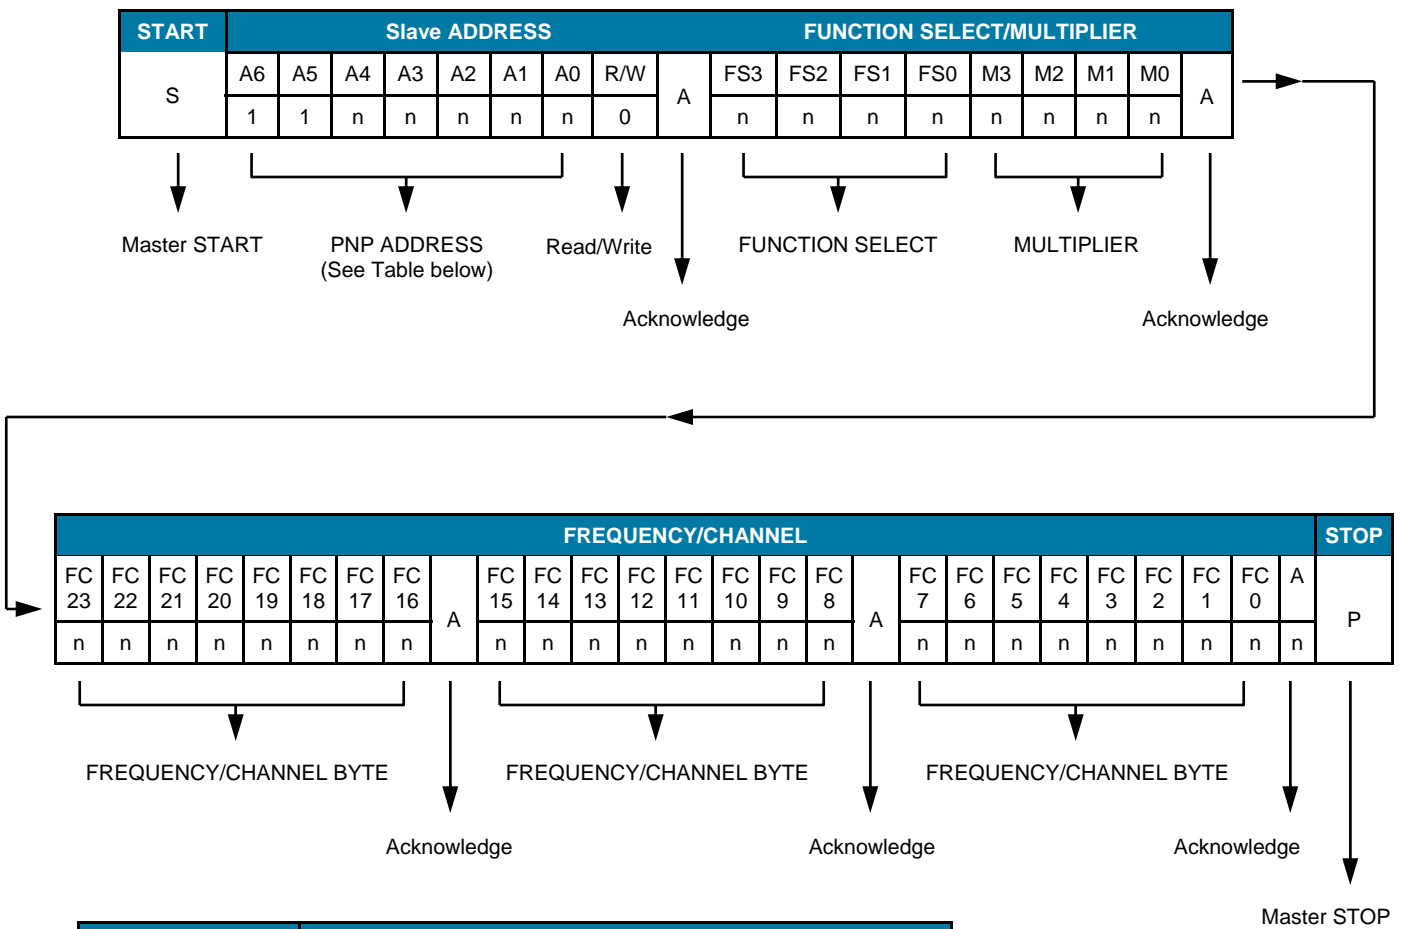 START Slave ADDRESS FUNCTION SELECT/MULTIPLIER
S A6 A5 A4 A3 A2 A1 A0 R/W A FS3 FS2 FS1 FS0 M3 M2 M1 M0 A
1 1 n n n n n 0 n n n n n n n n
Master START PNP ADDRESS Read/Write FUNCTION SELECT MULTIPLIER
(See Table below)
Acknowledge Acknowledge
FREQUENCY/CHANNEL STOP
FC FC FC FC FC FC FC FC A FC FC FC FC FC FC FC FC A FC FC FC FC FC FC FC FC A P
23 22 21 20 19 18 17 16 15 14 13 12 11 10 9 8 7 6 5 4 3 2 1 0
n n n n n n n n n n n n n n n n n n n n n n n n n
FREQUENCY/CHANNEL BYTE FREQUENCY/CHANNEL BYTE FREQUENCY/CHANNEL BYTE
Acknowledge Acknowledge Acknowledge
Master STOP